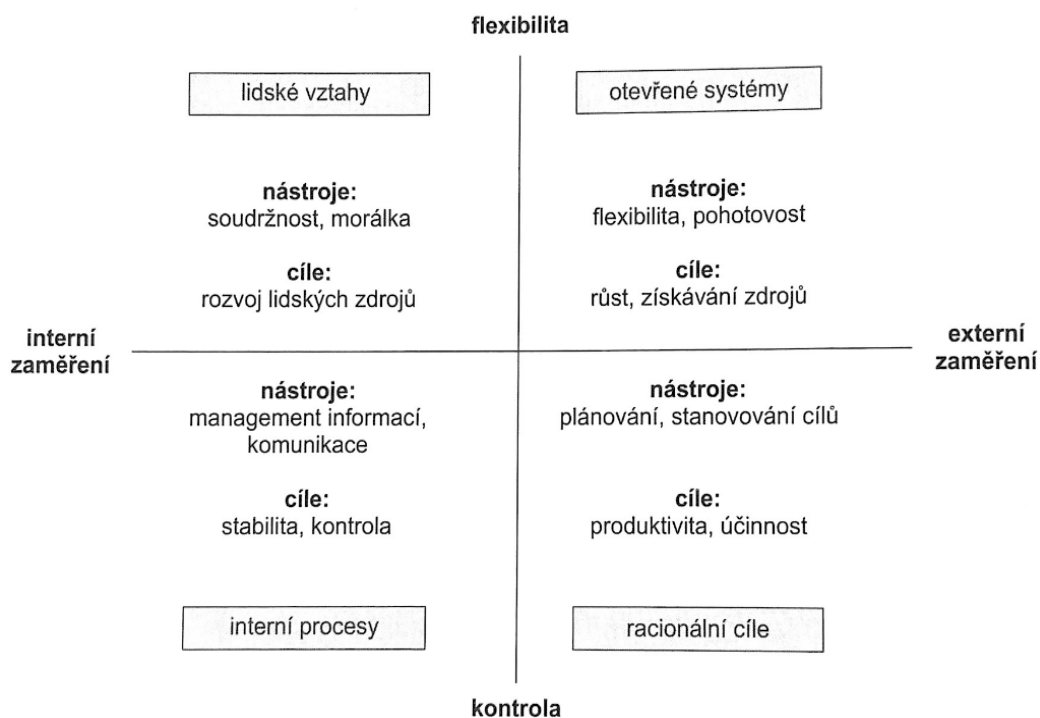 flexibilita
lidské vztahy
otevřené systémy
nástroje:
soudržnost, morálka
cíle:
rozvoj lidských zdrojů
nástroje:
flexibilita, pohotovost
cíle:
růst, získávání zdrojů
interní
zaměření
externí
zaměření
nástroje:
management informací,
komunikace
cíle:
stabilita, kontrola
nástroje:
plánování, stanovování cílů
cíle:
produktivita, účinnost
interní procesy
racionální cíle
kontrola